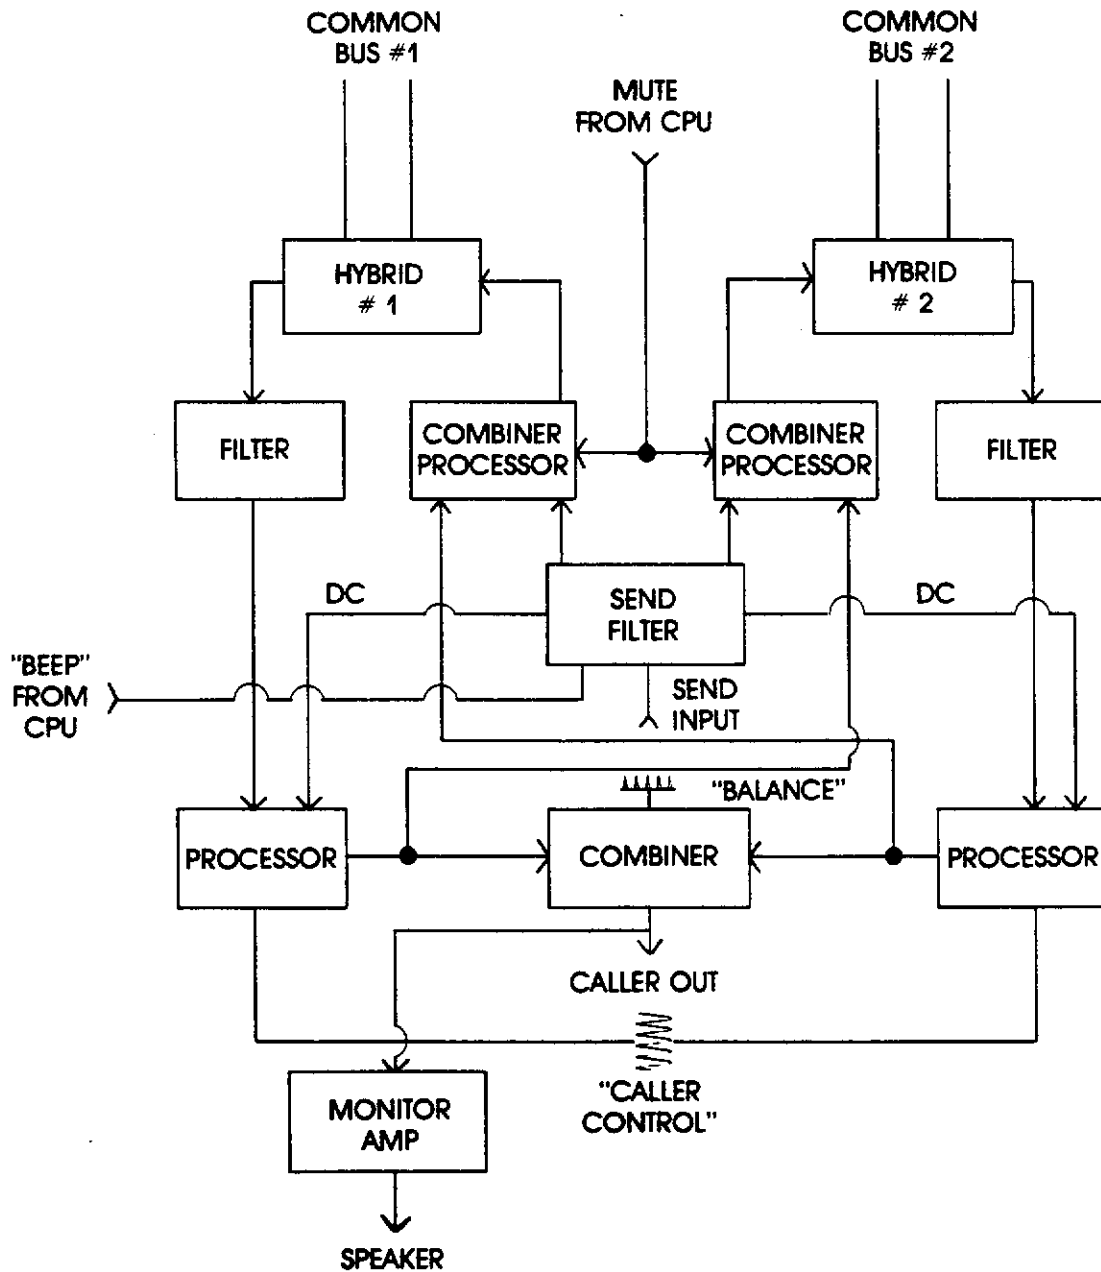 COMMON
BUS #1
COMMON
BUS #2
MUTE
FROM CPU
HYBRID
# 1
HYBRID
# 2
FILTER
COMBINER
PROCESSOR
COMBINER
PROCESSOR
FILTER
DC
SEND
FILTER
DC
"BEEP"
FROM
CPU
SEND
INPUT
"BALANCE"
PROCESSOR
COMBINER
PROCESSOR
CALLER OUT
"CALLER
CONTROL"
MONITOR
AMP
SPEAKER